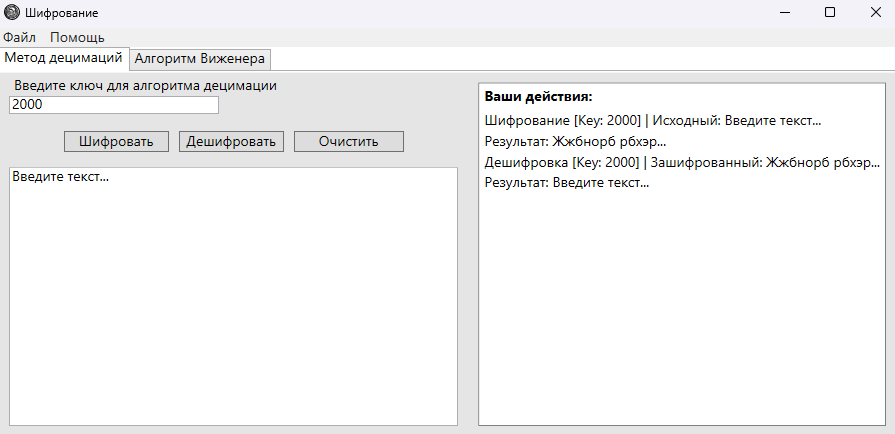 Шифрование
Файл Помощь
Метод децимаций Алгоритм Виженера
Введите ключ для алгоритма децимации
2000
Шифровать Дешифровать Очистить
Введите текст...
Ваши действия:
Шифрование [Key: 2000] | Исходный: Введите текст...
Результат: Жжбнорб рбхэр...
Дешифровка [Key: 2000] | Зашифрованный: Жжбнорб рбхэр...
Результат: Введите текст...